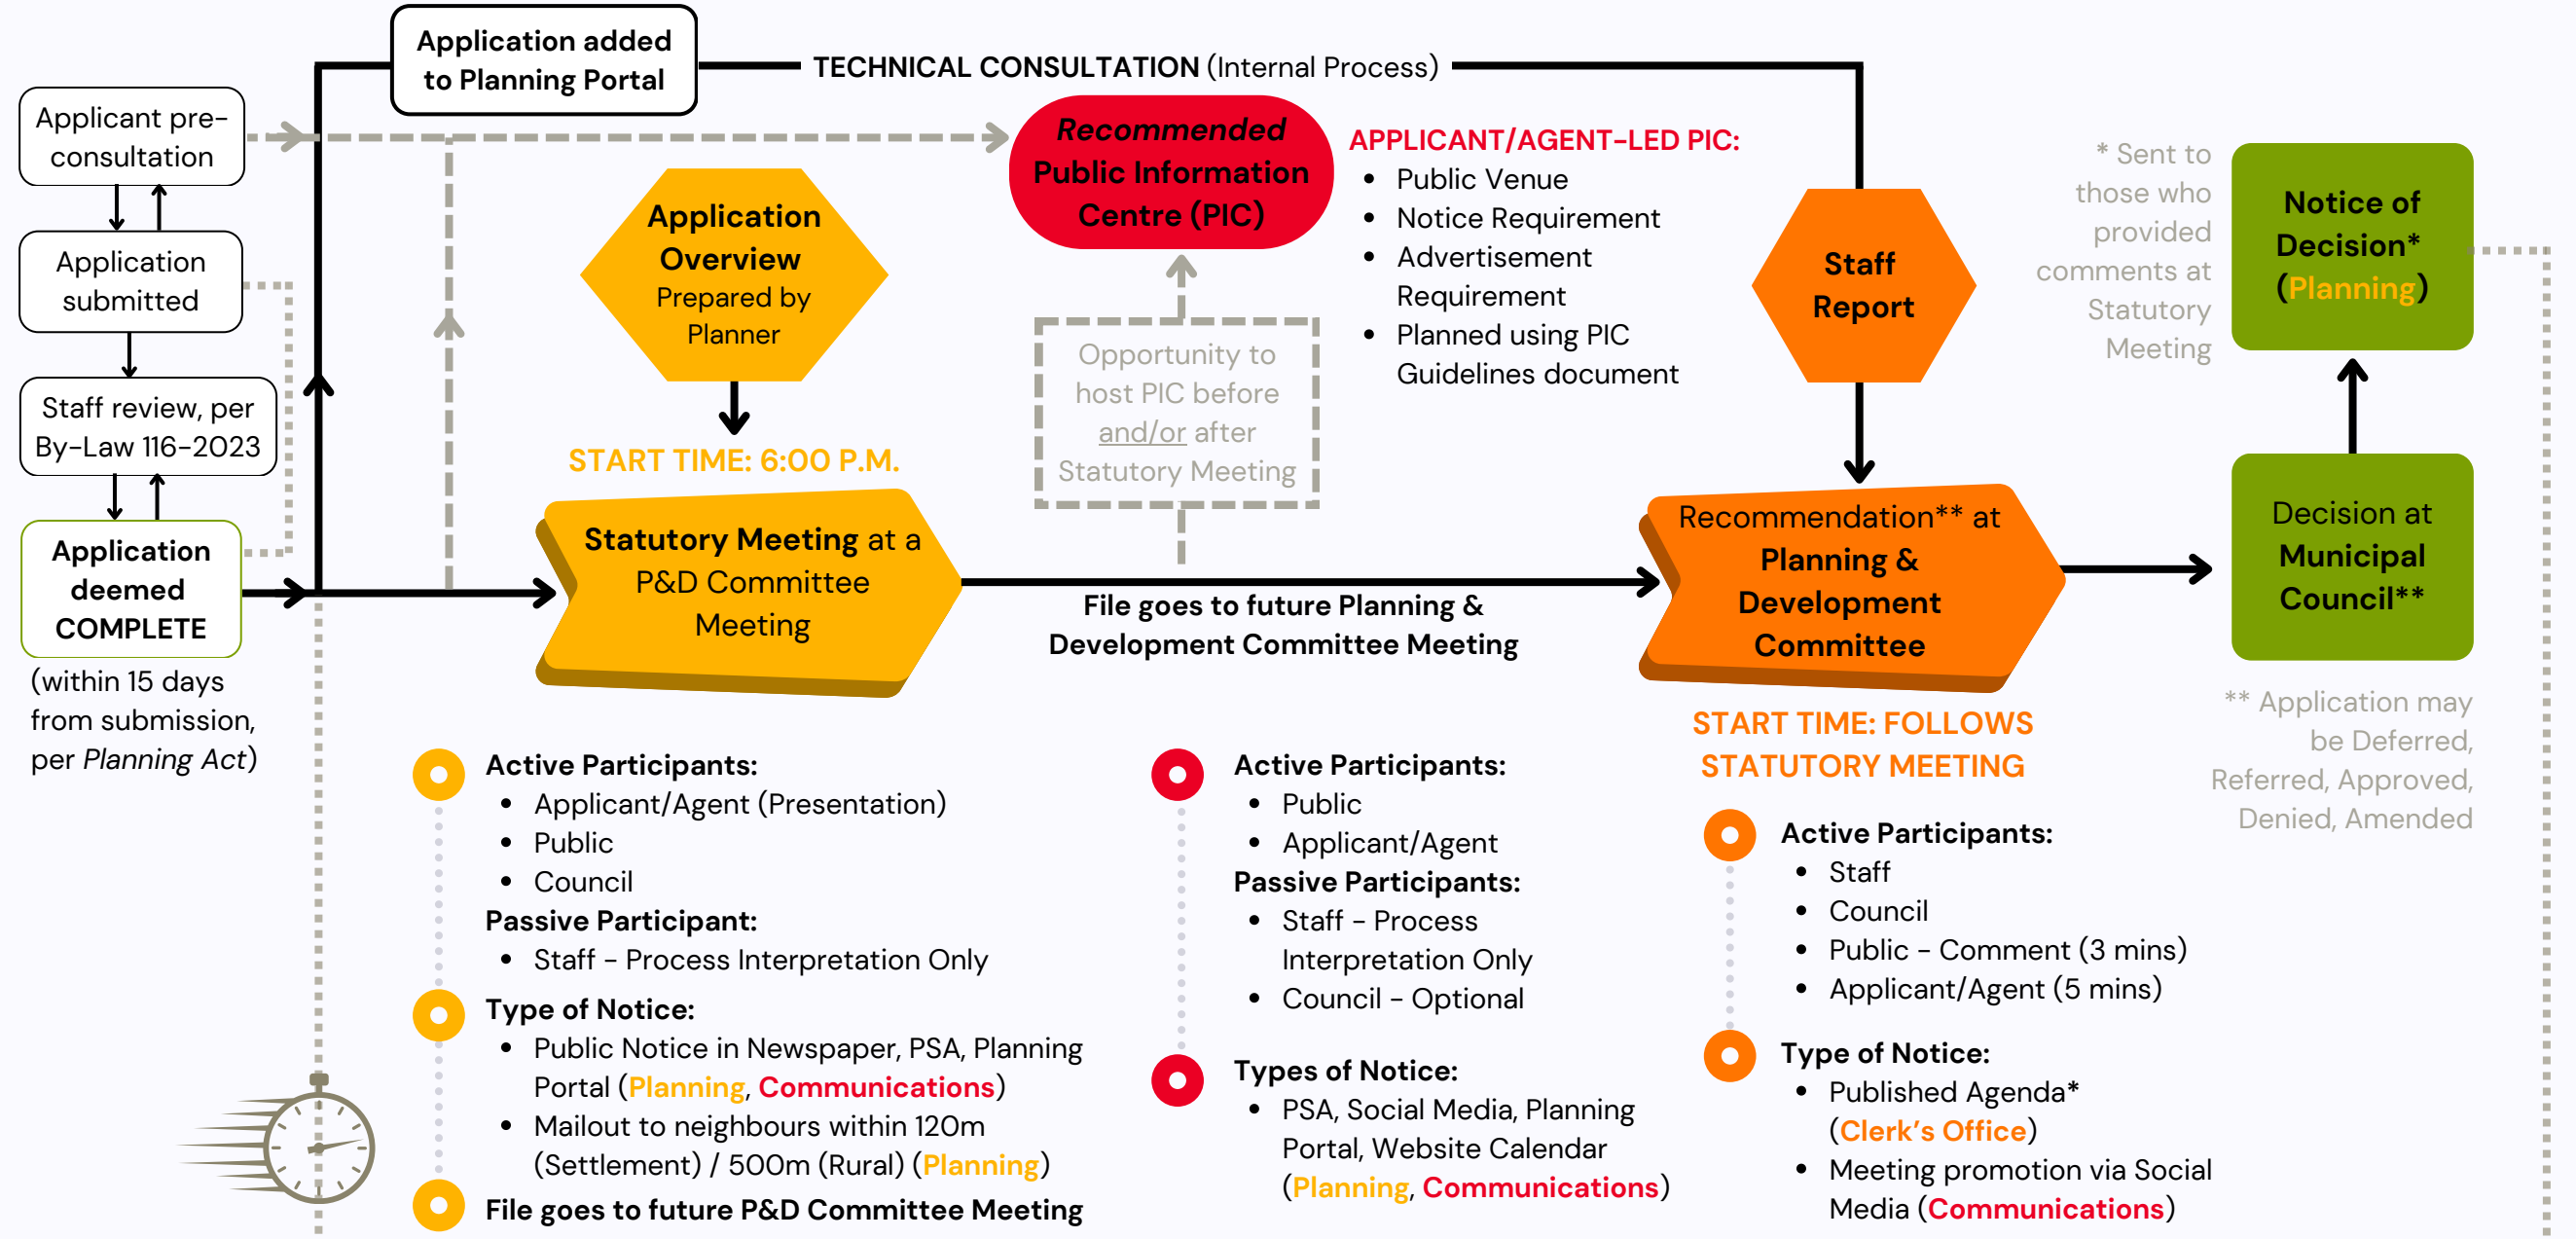 Application added
to Planning Portal
TECHNICAL CONSULTATION (Internal Process)
Applicant pre-
consultation
Application
submitted
Staff review, per
By-Law 116-2023
Application
deemed
COMPLETE
(within 15 days
from submission,
per Planning Act)
Application
Overview
Prepared by
Planner
START TIME: 6:00 P.M.
Statutory Meeting at a
P&D Committee
Meeting
Recommended
Public Information
Centre (PIC)
APPLICANT/AGENT-LED PIC:
• Public Venue
• Notice Requirement
• Advertisement
Requirement
• Planned using PIC
Guidelines document
Opportunity to
host PIC before
and/or after
Statutory Meeting
File goes to future Planning &
Development Committee Meeting
Staff
Report
Recommendation** at
Planning &
Development
Committee
START TIME: FOLLOWS
STATUTORY MEETING
* Sent to
those who
provided
comments at
Statutory
Meeting
Notice of
Decision*
(Planning)
Decision at
Municipal
Council**
** Application may
be Deferred,
Referred, Approved,
Denied, Amended
Active Participants:
• Applicant/Agent (Presentation)
• Public
• Council
Passive Participant:
• Staff - Process Interpretation Only
Type of Notice:
• Public Notice in Newspaper, PSA, Planning
Portal (Planning, Communications)
• Mailout to neighbours within 120m
(Settlement) / 500m (Rural) (Planning)
File goes to future P&D Committee Meeting
Active Participants:
• Public
• Applicant/Agent
Passive Participants:
• Staff - Process
Interpretation Only
• Council - Optional
Types of Notice:
• PSA, Social Media, Planning
Portal, Website Calendar
(Planning, Communications)
Active Participants:
• Staff
• Council
• Public - Comment (3 mins)
• Applicant/Agent (5 mins)
Type of Notice:
• Published Agenda*
(Clerk's Office)
• Meeting promotion via Social
Media (Communications)